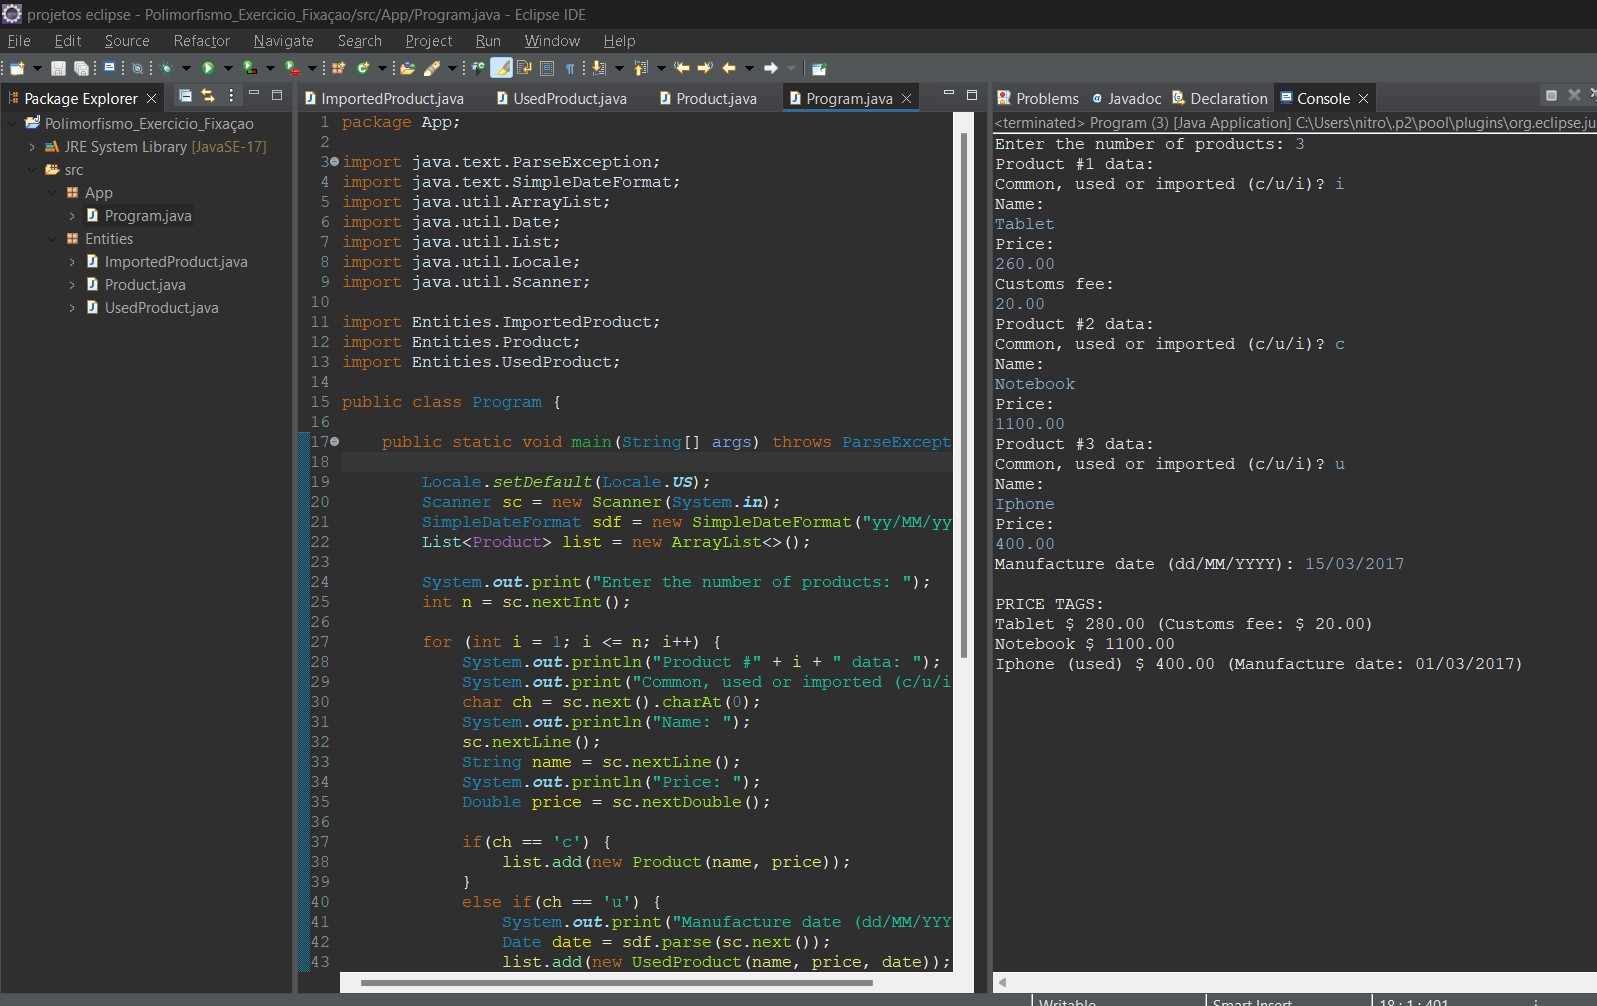 projetos eclipse - Polimorfismo_Exercicio_Fixaçao/src/App/Program.java - Eclipse IDE
File Edit Source Refactor Navigate Search Project Run Window Help
Package Explorer
Polimorfismo_Exercicio_Fixaçao
JRE System Library [JavaSE-17]
src
App
Program.java
Entities
ImportedProduct.java
Product.java
UsedProduct.java
ImportedProduct.java UsedProduct.java Product.java Program.java
1 package App;
2
3 import java.text.ParseException;
4 import java.text.SimpleDateFormat;
5 import java.util.ArrayList;
6 import java.util.Date;
7 import java.util.List;
8 import java.util.Locale;
9 import java.util.Scanner;
10
11 import Entities.ImportedProduct;
12 import Entities.Product;
13 import Entities.UsedProduct;
14
15 public class Program {
16
17 public static void main(String[] args) throws ParseExcept
18
19 Locale.setDefault(Locale.US);
20 Scanner sc = new Scanner(System.in);
21 SimpleDateFormat sdf = new SimpleDateFormat("yy/MM/yy
22 List<Product> list = new ArrayList<>();
23
24 System.out.print("Enter the number of products: ");
25 int n = sc.nextInt();
26
27 for (int i = 1; i <= n; i++) {
28 System.out.println("Product #" + i + " data: ");
29 System.out.print("Common, used or imported (c/u/i
30 char ch = sc.next().charAt(0);
31 System.out.println("Name: ");
32 sc.nextLine();
33 String name = sc.nextLine();
34 System.out.println("Price: ");
35 Double price = sc.nextDouble();
36
37 if(ch == 'c') {
38 list.add(new Product(name, price));
39 }
40 else if(ch == 'u') {
41 System.out.print("Manufacture date (dd/MM/YYY
42 Date date = sdf.parse(sc.next());
43 list.add(new UsedProduct(name, price, date));
Problems Javadoc Declaration Console
<terminated> Program (3) [Java Application] C:\Users\nitro\.p2\pool\plugins\org.eclipse.ju
Enter the number of products: 3
Product #1 data:
Common, used or imported (c/u/i)? i
Name:
Tablet
Price:
260.00
Customs fee:
20.00
Product #2 data:
Common, used or imported (c/u/i)? c
Name:
Notebook
Price:
1100.00
Product #3 data:
Common, used or imported (c/u/i)? u
Name:
Iphone
Price:
400.00
Manufacture date (dd/MM/YYYY): 15/03/2017
PRICE TAGS:
Tablet $ 280.00 (Customs fee: $ 20.00)
Notebook $ 1100.00
Iphone (used) $ 400.00 (Manufacture date: 01/03/2017)
Writable Smart Insert 18 : 1 : 401